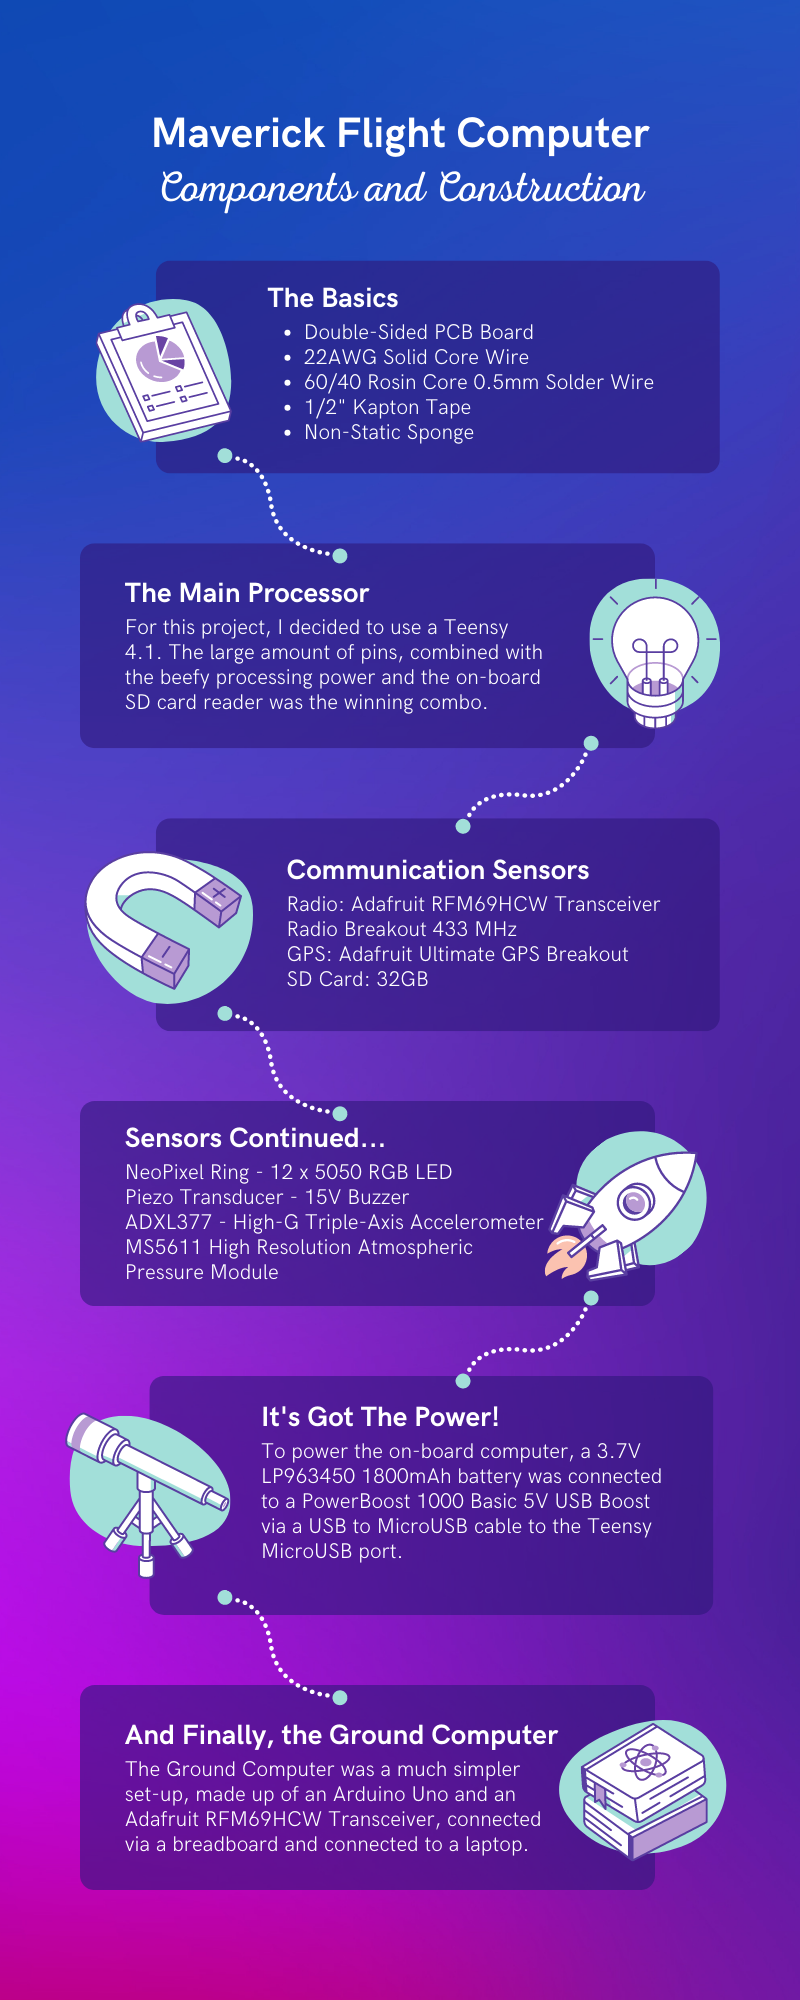 Maverick Flight Computer
Components and Construction
The Basics
• Double-Sided PCB Board
• 22AWG Solid Core Wire
• 60/40 Rosin Core 0.5mm Solder Wire
• 1/2" Kapton Tape
• Non-Static Sponge
The Main Processor
For this project, I decided to use a Teensy
4.1. The large amount of pins, combined with
the beefy processing power and the on-board
SD card reader was the winning combo.
Communication Sensors
Radio: Adafruit RFM69HCW Transceiver
Radio Breakout 433 MHz
GPS: Adafruit Ultimate GPS Breakout
SD Card: 32GB
Sensors Continued...
NeoPixel Ring - 12 x 5050 RGB LED
Piezo Transducer - 15V Buzzer
ADXL377 - High-G Triple-Axis Accelerometer
MS5611 High Resolution Atmospheric
Pressure Module
It's Got The Power!
To power the on-board computer, a 3.7V
LP963450 1800mAh battery was connected
to a PowerBoost 1000 Basic 5V USB Boost
via a USB to MicroUSB cable to the Teensy
MicroUSB port.
And Finally, the Ground Computer
The Ground Computer was a much simpler
set-up, made up of an Arduino Uno and an
Adafruit RFM69HCW Transceiver, connected
via a breadboard and connected to a laptop.